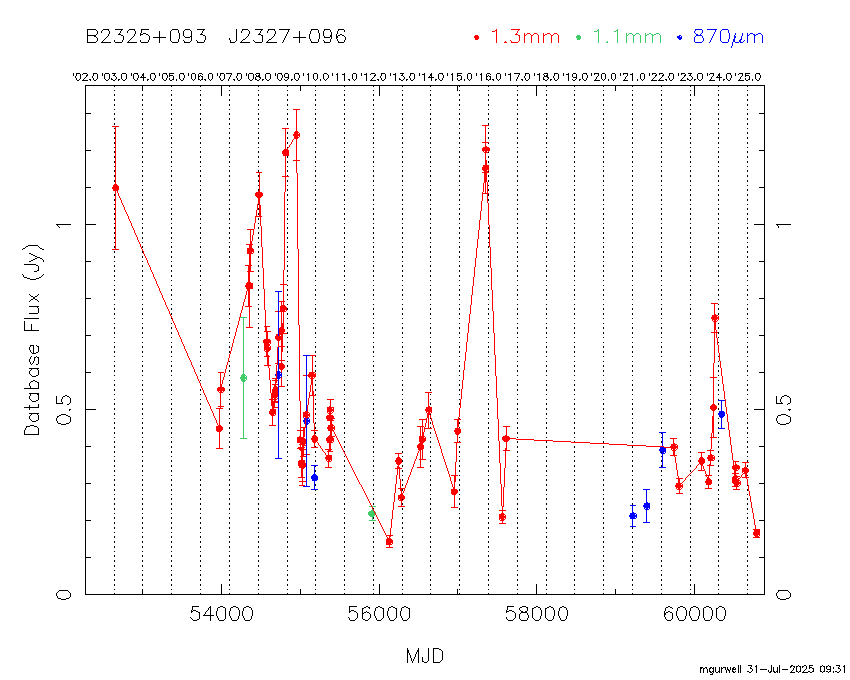 B2325+093 J2327+096
1.3mm 1.1mm 870μm
'02.0 '03.0 '04.0 '05.0 '06.0 '07.0 '08.0 '09.0 '10.0 '11.0 '12.0 '13.0 '14.0 '15.0 '16.0 '17.0 '18.0 '19.0 '20.0 '21.0 '22.0 '23.0 '24.0 '25.0
1 1
Database Flux (Jy)
0.5 0.5
0 0
54000 56000 58000 60000
MJD
mgurwell 31-Jul-2025 09:31